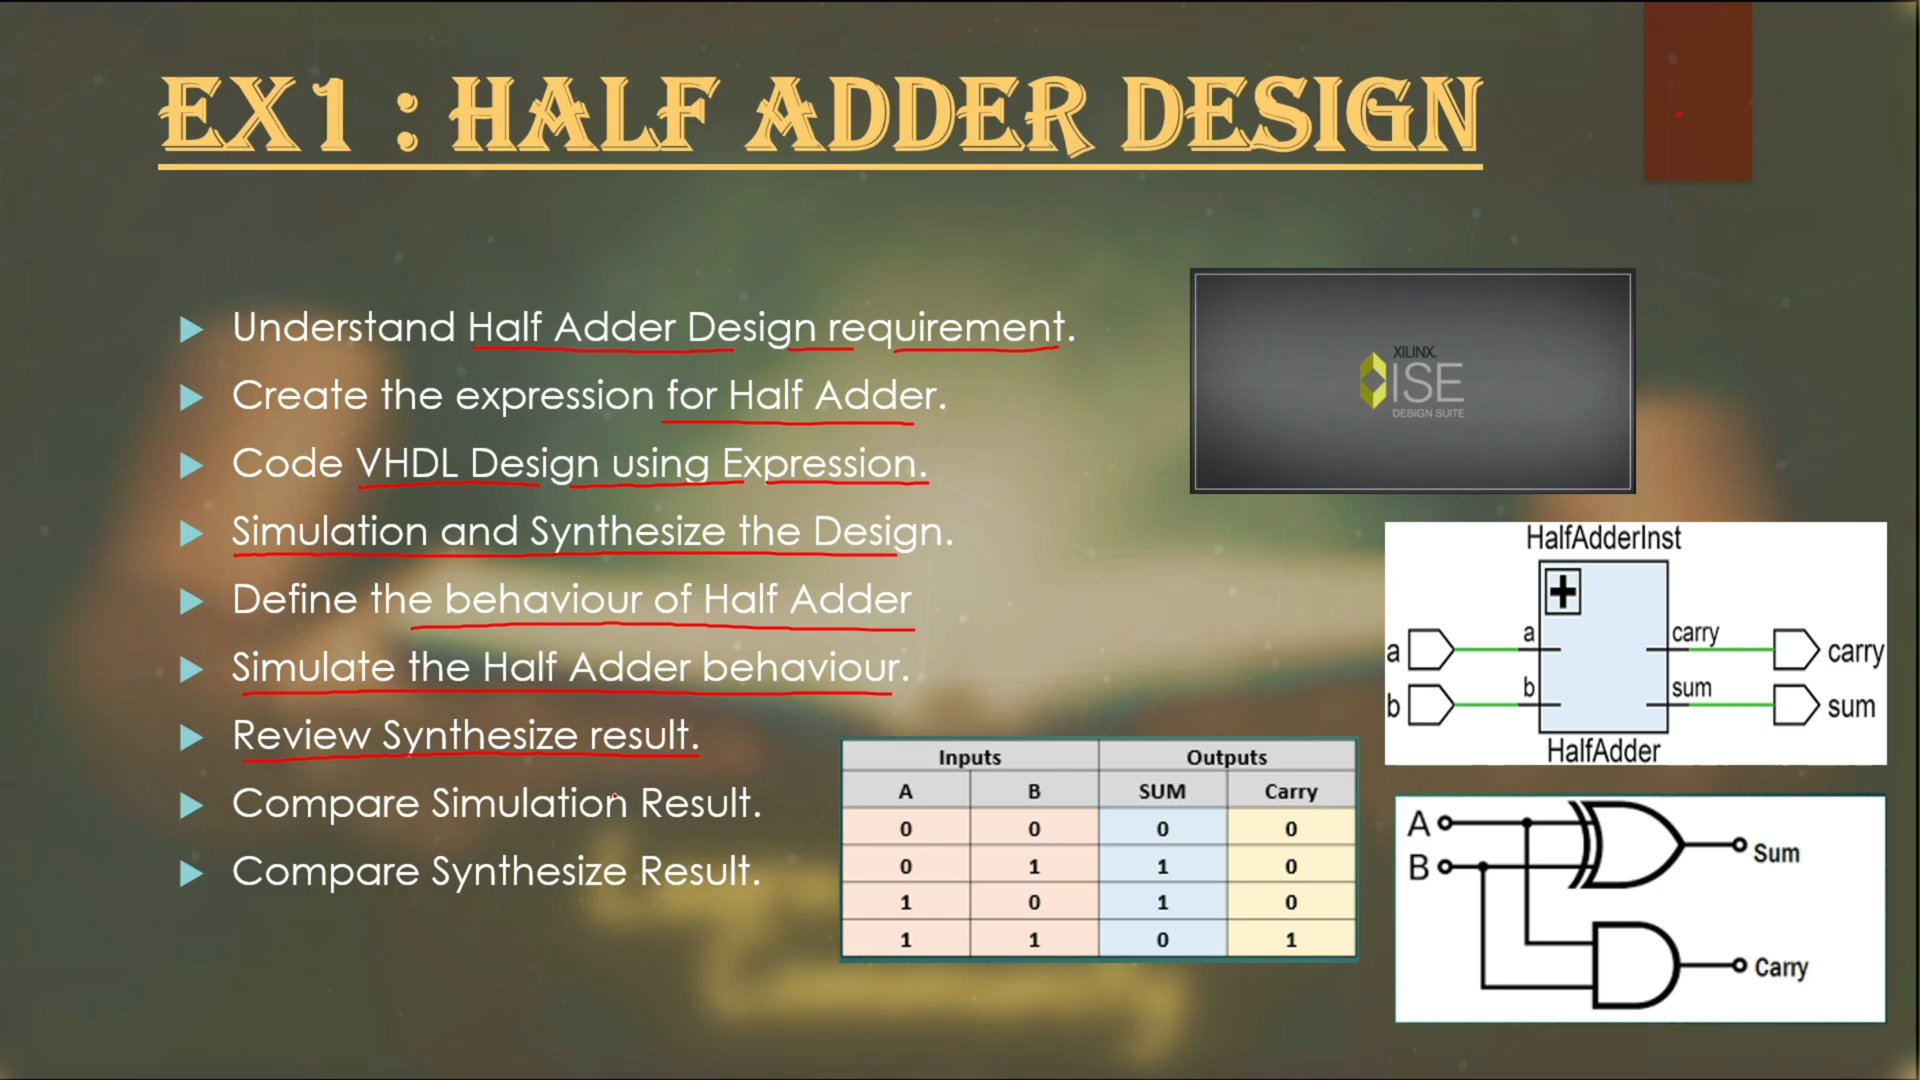 EX1 : HALF ADDER DESIGN
Understand Half Adder Design requirement.
Create the expression for Half Adder.
Code VHDL Design using Expression.
Simulation and Synthesize the Design.
Define the behaviour of Half Adder
Simulate the Half Adder behaviour.
Review Synthesize result.
Compare Simulation Result.
Compare Synthesize Result.
XILINX
ISE
DESIGN SUITE
HalfAdderInst
a a carry carry
b b sum sum
HalfAdder
Inputs Outputs
A B SUM Carry
0 0 0 0
0 1 1 0
1 0 1 0
1 1 0 1
A
Sum
B
Carry